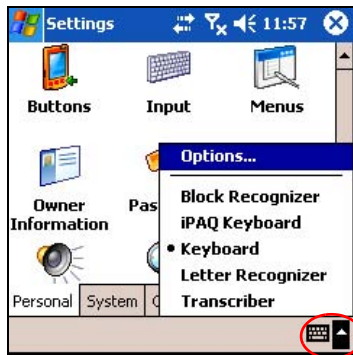 Settings 11:57
Buttons Input Menus
Options...
Block Recognizer
iPAQ Keyboard
Keyboard
Letter Recognizer
Transcriber
Owner
Information
Personal System